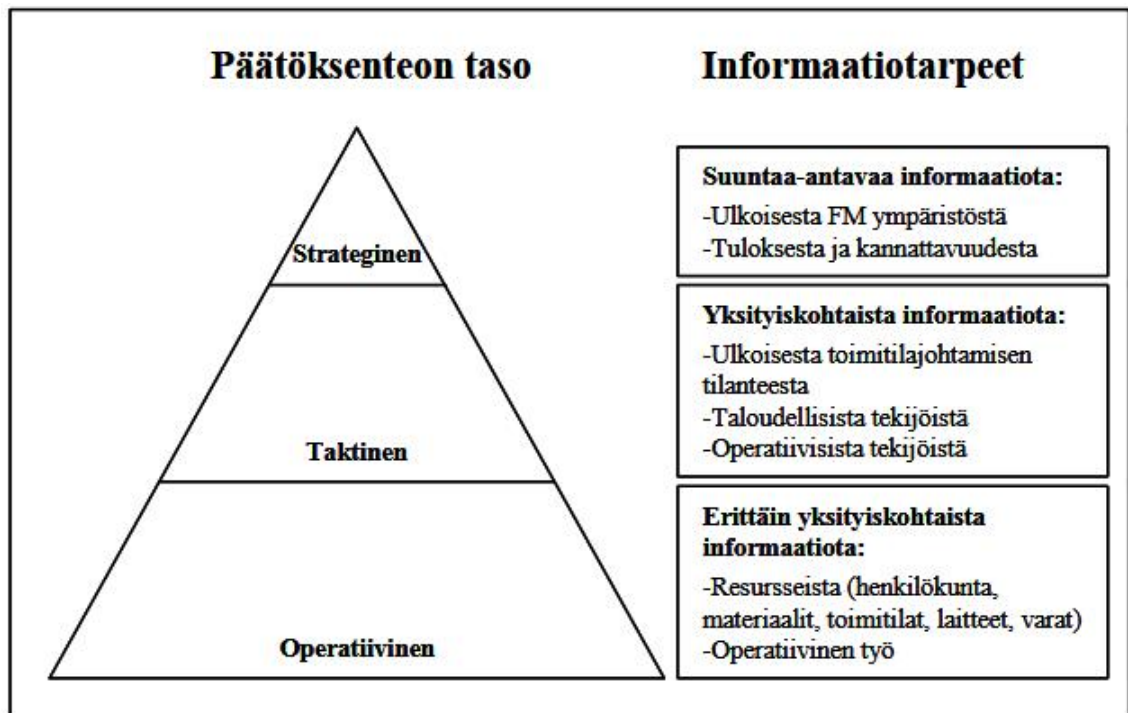 Päätöksenteon taso
Informaatiotarpeet
Strateginen
Suuntaa-antavaa informaatiota:
-Ulkoisesta FM ympäristöstä
-Tuloksesta ja kannattavuudesta
Taktinen
Yksityiskohtaista informaatiota:
-Ulkoisesta toimitilajohtamisen
tilanteesta
-Taloudellisista tekijöistä
-Operatiivisista tekijöistä
Operatiivinen
Erittäin yksityiskohtaista
informaatiota:
-Resursseista (henkilökunta,
materiaalit, toimitilat, laitteet, varat)
-Operatiivinen työ